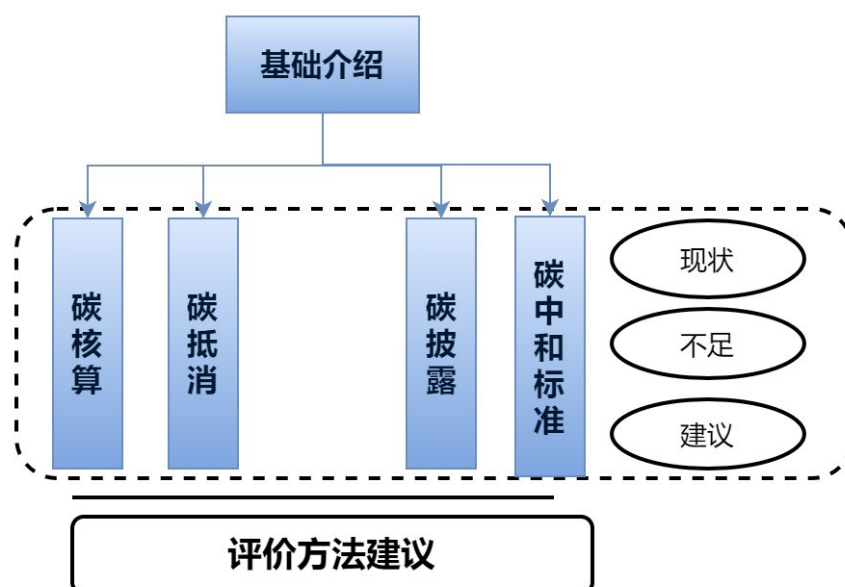 基础介绍
碳核算
碳抵消
碳披露
碳中和标准
现状
不足
建议
评价方法建议